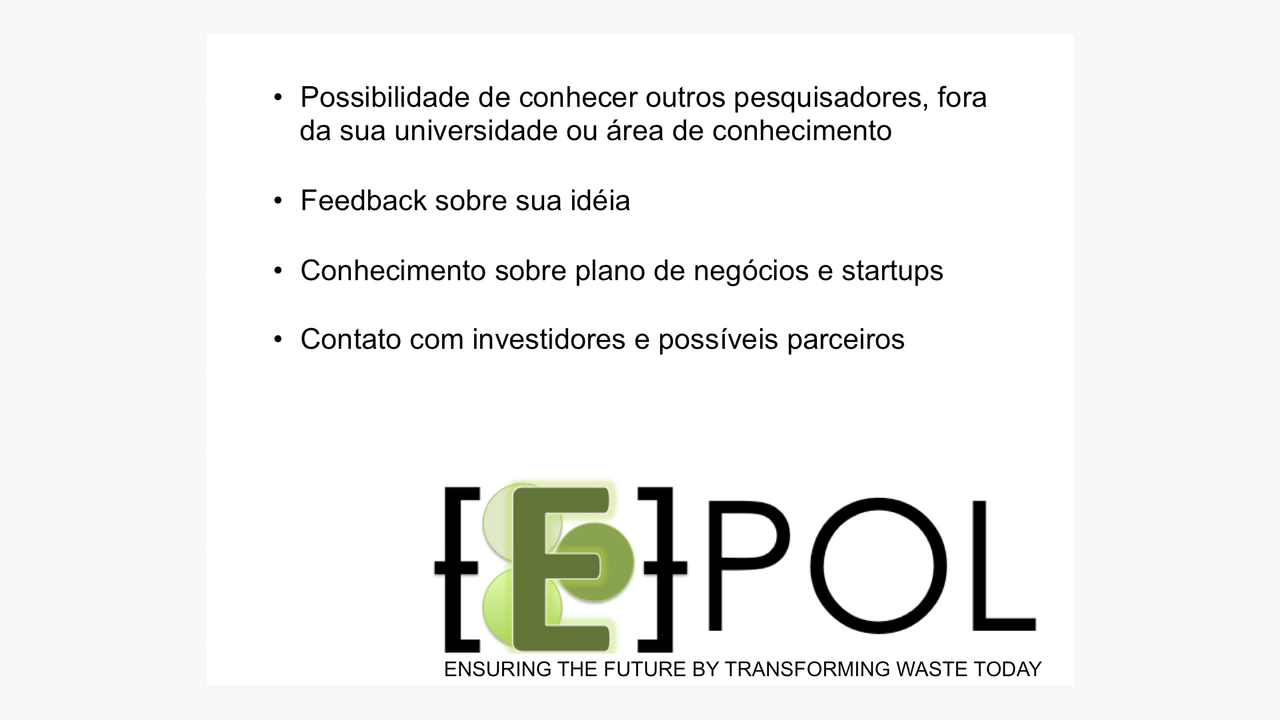 • Possibilidade de conhecer outros pesquisadores, fora
da sua universidade ou área de conhecimento
• Feedback sobre sua idéia
• Conhecimento sobre plano de negócios e startups
• Contato com investidores e possíveis parceiros
[E]POL
ENSURING THE FUTURE BY TRANSFORMING WASTE TODAY